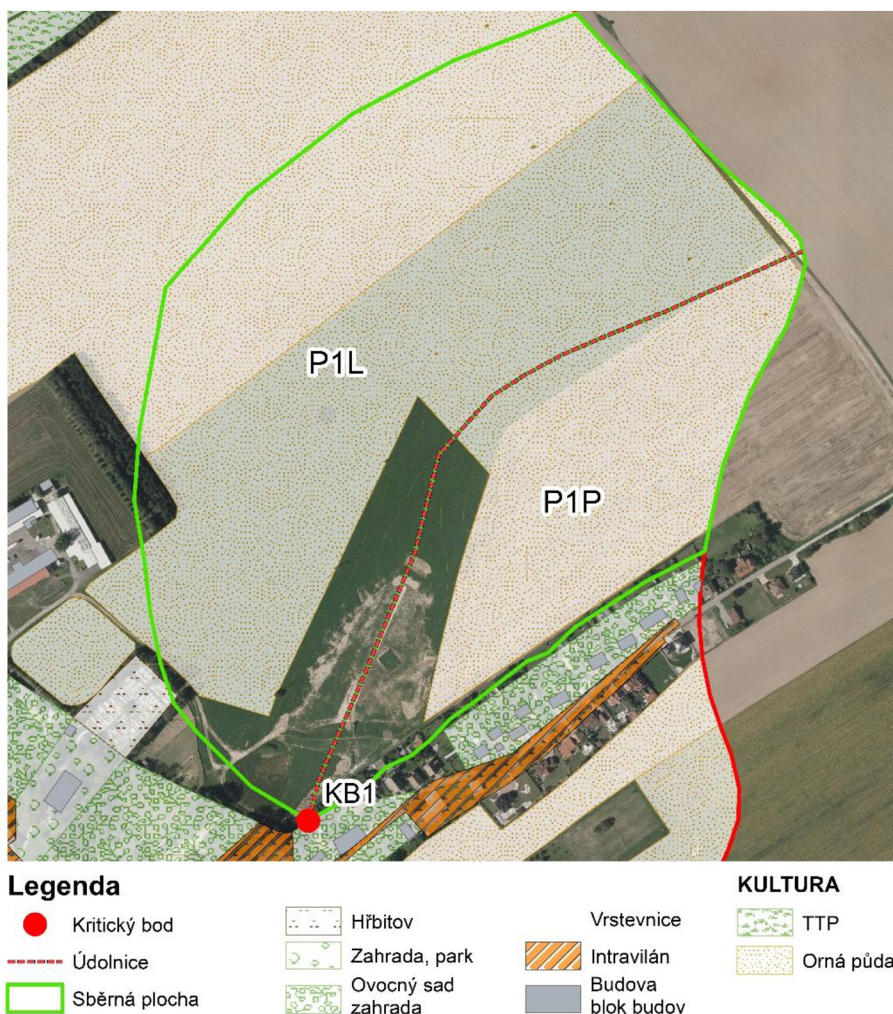 P1L
P1P
KB1
Legenda
Kritický bod
Údolnice
Sběrná plocha
Hřbitov
Zahrada, park
Ovocný sad
zahrada
Vrstevnice
Intravilán
Budova
blok budov
KULTURA
TTP
Orná půda